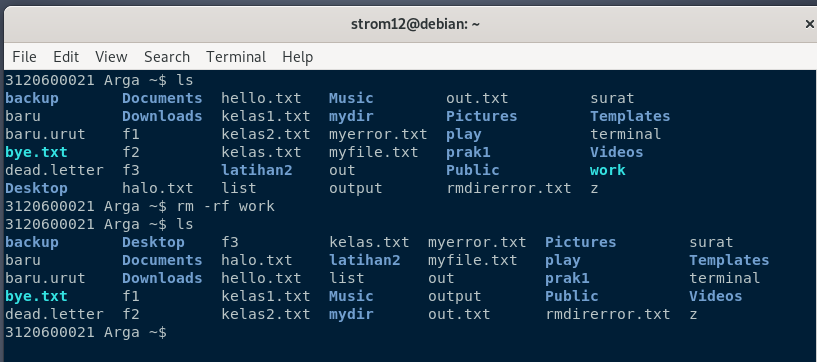 strom12@debian: ~
File Edit View Search Terminal Help
3120600021 Arga ~$ ls
backup Documents hello.txt Music out.txt surat
baru Downloads kelas1.txt mydir Pictures Templates
baru.urut f1 kelas2.txt myerror.txt play terminal
bye.txt f2 kelas.txt myfile.txt prak1 Videos
dead.letter f3 latihan2 out Public work
Desktop halo.txt list output rmdirerror.txt z
3120600021 Arga ~$ rm -rf work
3120600021 Arga ~$ ls
backup Desktop f3 kelas.txt myerror.txt Pictures surat
baru Documents halo.txt latihan2 myfile.txt play Templates
baru.urut Downloads hello.txt list out prak1 terminal
bye.txt f1 kelas1.txt Music output Public Videos
dead.letter f2 kelas2.txt mydir out.txt rmdirerror.txt z
3120600021 Arga ~$